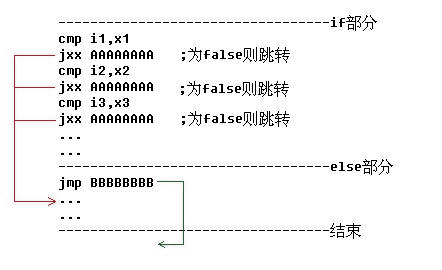 --------------------------------if部分
cmp i1,x1
jxx AAAAAAAA ;为false则跳转
cmp i2,x2
jxx AAAAAAAA ;为false则跳转
cmp i3,x3
jxx AAAAAAAA ;为false则跳转
...
...
--------------------------------else部分
jmp BBBBBBBB
...
...
--------------------------------结束